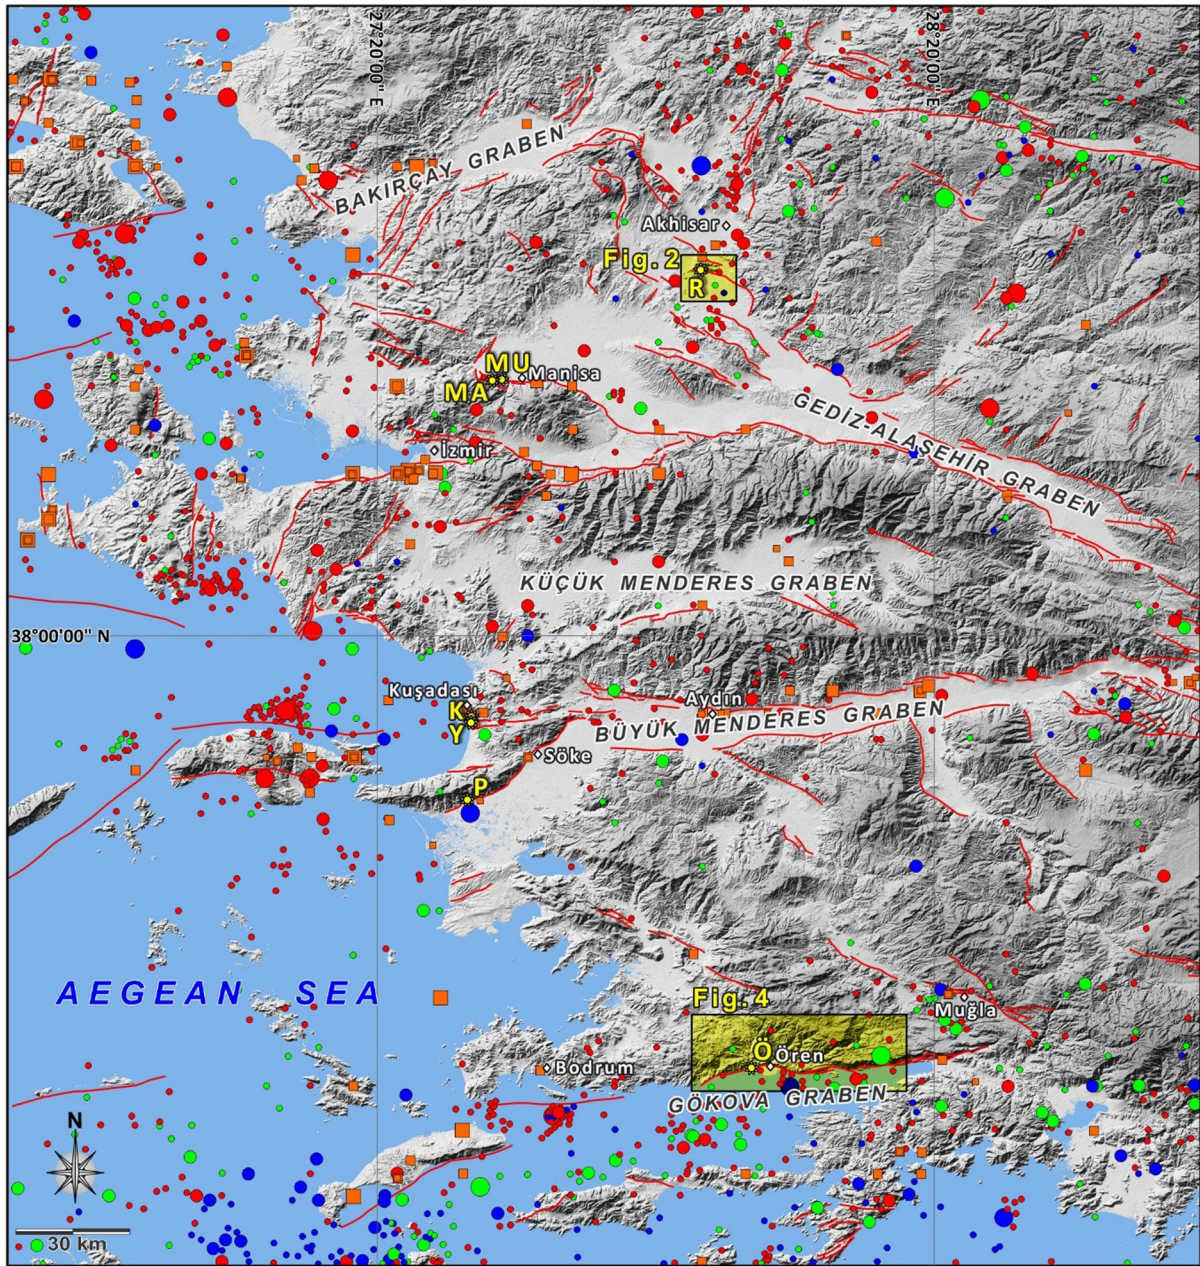 27°20'00" E
28°20'00" E
BAKIRÇAY GRABEN
Akhisar
Fig.2
R
MU
Manisa
MA
GEDİZ-ALAŞEHİR GRABEN
İzmir
KÜÇÜK MENDERES GRABEN
38°00'00" N
Kuşadası
Aydın
K
BÜYÜK MENDERES GRABEN
Y
Söke
P
AEGEAN SEA
Fig.4
Muğla
Ö
Ören
Bodrum
GÖKOVA GRABEN
N
30 km